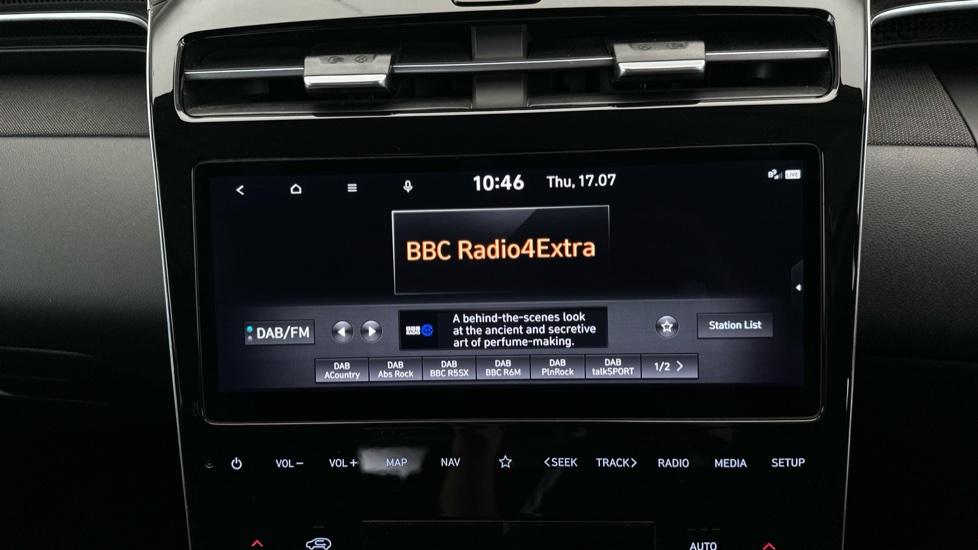 10:46 Thu, 17.07
LIVE
BBC Radio4Extra
DAB/FM
A behind-the-scenes look
at the ancient and secretive
art of perfume-making.
Station List
DAB
ACountry
DAB
Abs Rock
DAB
BBC R5SX
DAB
BBC R6M
DAB
PlnRock
DAB
talkSPORT
1/2
VOL- VOL+ MAP NAV SEEK TRACK RADIO MEDIA SETUP
AUTO